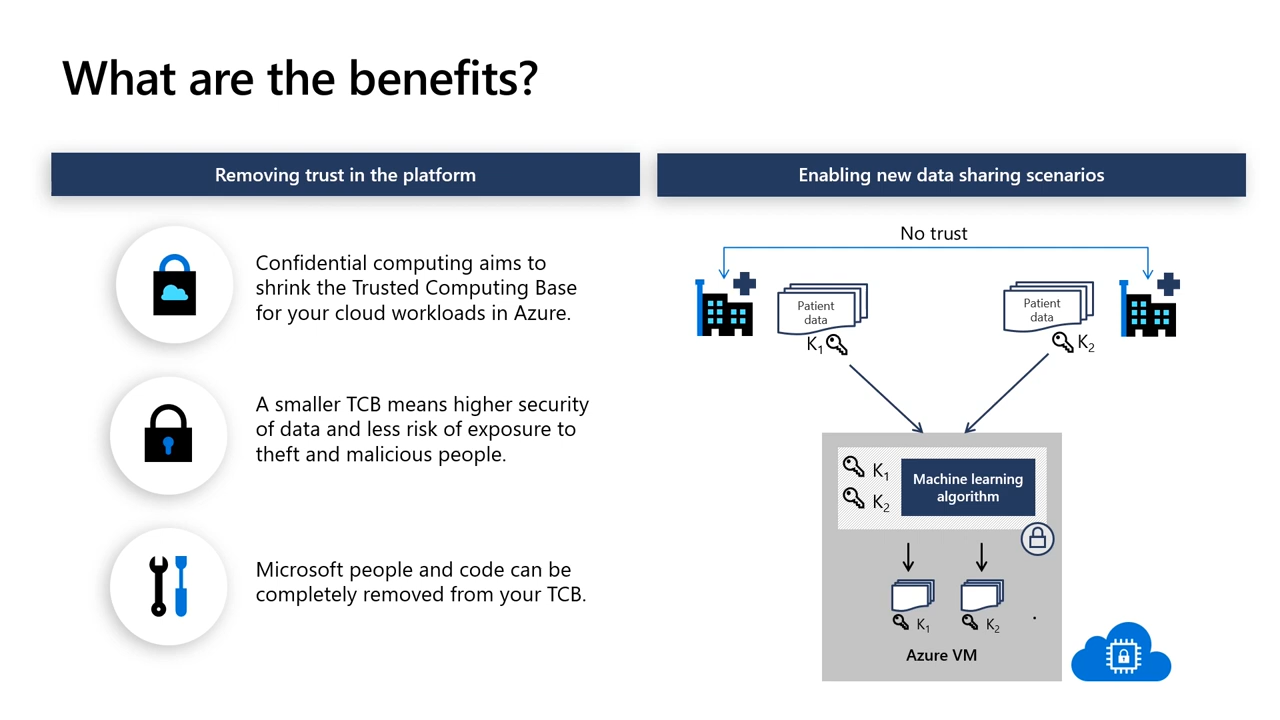 What are the benefits?
Removing trust in the platform
Confidential computing aims to
shrink the Trusted Computing Base
for your cloud workloads in Azure.
A smaller TCB means higher security
of data and less risk of exposure to
theft and malicious people.
Microsoft people and code can be
completely removed from your TCB.
Enabling new data sharing scenarios
No trust
Patient
data
K1
Patient
data
K2
K1
K2
Machine learning
algorithm
K1
K2
Azure VM